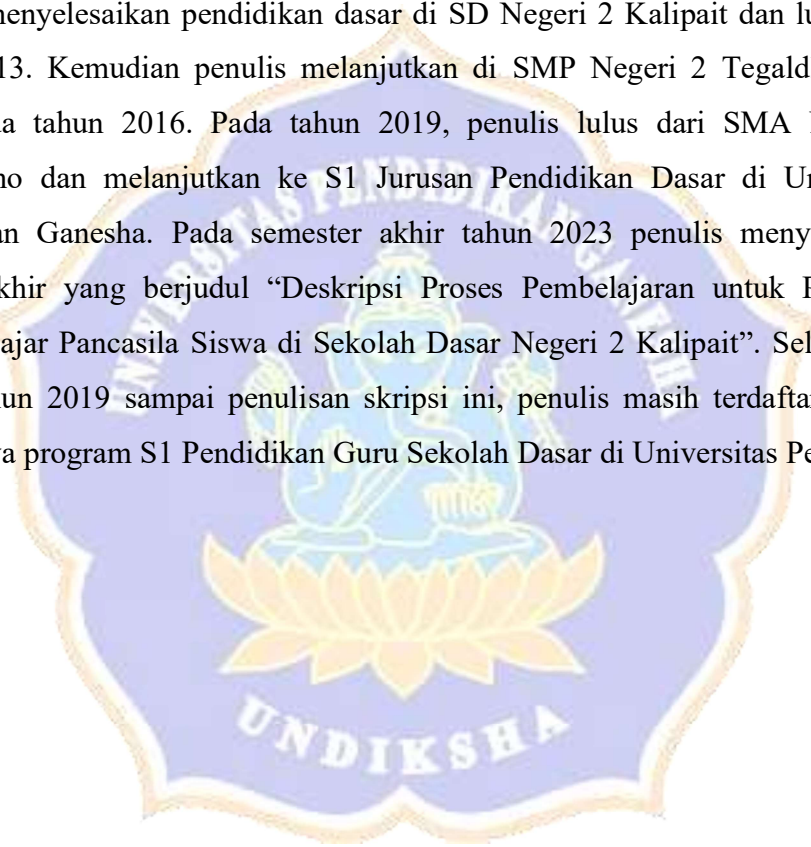 menyelesaikan pendidikan dasar di SD Negeri 2 Kalipait dan lu
13. Kemudian penulis melanjutkan di SMP Negeri 2 Tegald
a tahun 2016. Pada tahun 2019, penulis lulus dari SMA
no dan melanjutkan ke S1 Jurusan Pendidikan Dasar di Un
an Ganesha. Pada semester akhir tahun 2023 penulis meny
khir yang berjudul “Deskripsi Proses Pembelajaran untuk P
ajar Pancasila Siswa di Sekolah Dasar Negeri 2 Kalipait”. Sel
un 2019 sampai penulisan skripsi ini, penulis masih terdafta
a program S1 Pendidikan Guru Sekolah Dasar di Universitas Pe
UNIVERSITAS PENDIDIKAN GANESHA
UNDIKSHA